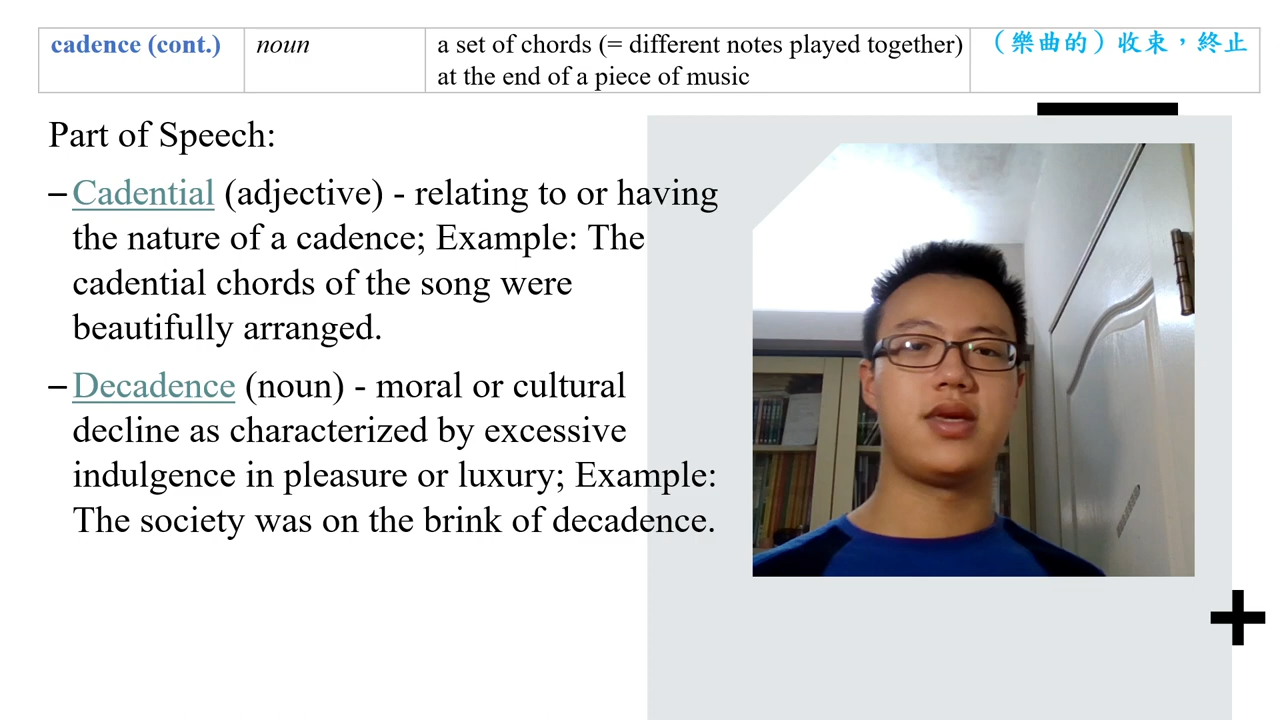 cadence (cont.) noun a set of chords (= different notes played together) （樂曲的）收束，終止
at the end of a piece of music
Part of Speech:
– Cadential (adjective) - relating to or having
the nature of a cadence; Example: The
cadential chords of the song were
beautifully arranged.
– Decadence (noun) - moral or cultural
decline as characterized by excessive
indulgence in pleasure or luxury; Example:
The society was on the brink of decadence.